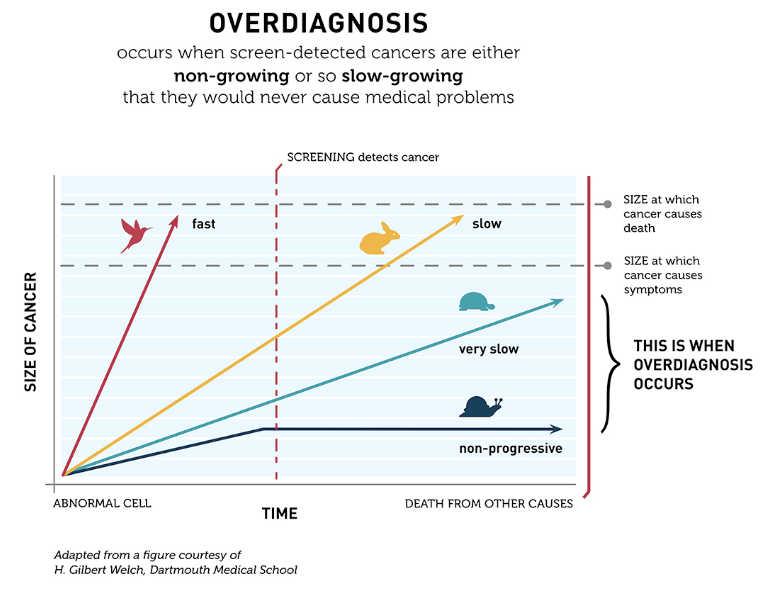 OVERDIAGNOSIS
occurs when screen-detected cancers are either
non-growing or so slow-growing
that they would never cause medical problems
SCREENING detects cancer
SIZE at which
cancer causes
death
fast
slow
SIZE at which
cancer causes
symptoms
SIZE OF CANCER
very slow
THIS IS WHEN
OVERDIAGNOSIS
OCCURS
non-progressive
ABNORMAL CELL
TIME
DEATH FROM OTHER CAUSES
Adapted from a figure courtesy of
H. Gilbert Welch, Dartmouth Medical School